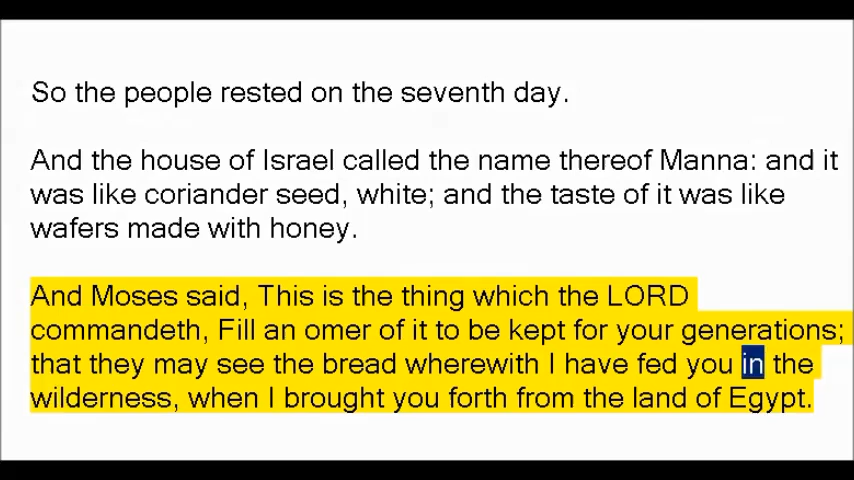 So the people rested on the seventh day.
And the house of Israel called the name thereof Manna: and it
was like coriander seed, white; and the taste of it was like
wafers made with honey.
And Moses said, This is the thing which the LORD
commandeth, Fill an omer of it to be kept for your generations;
that they may see the bread wherewith I have fed you in the
wilderness, when I brought you forth from the land of Egypt.